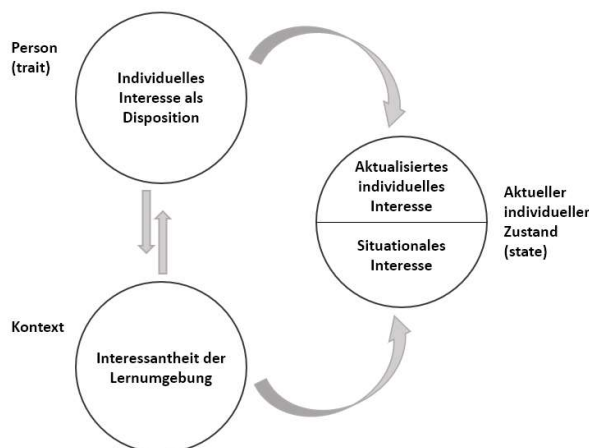 Person
(trait)
Individuelles
Interesse als
Disposition
Aktualisiertes
individuelles
Interesse
Situationales
Interesse
Aktueller
individueller
Zustand
(state)
Kontext
Interessantheit der
Lernumgebung